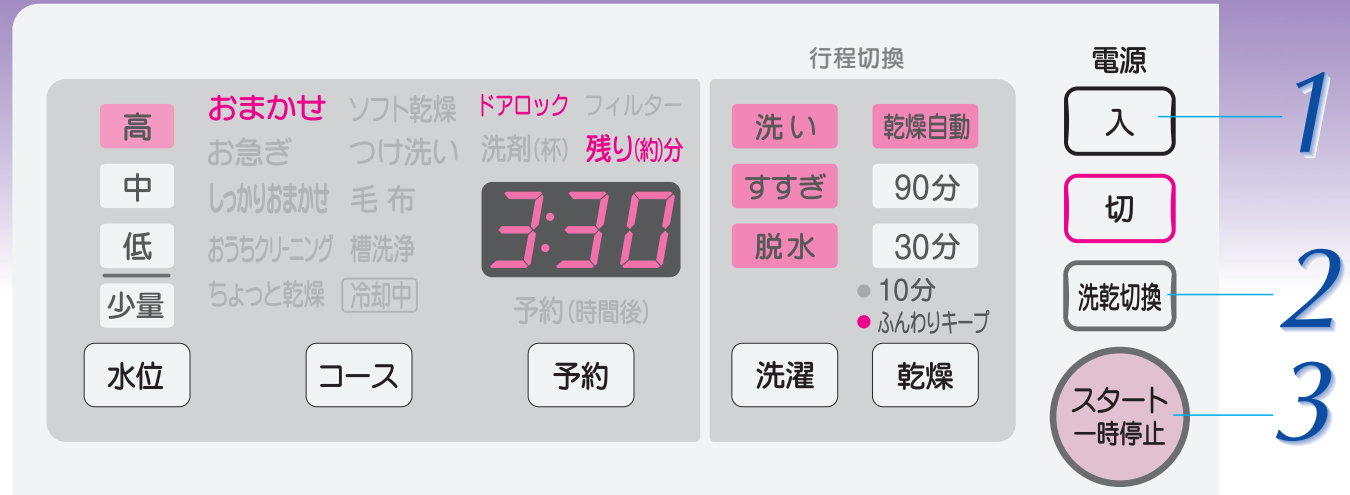 行程切換
電源
高
中
低
少量
水位
おまかせ
お急ぎ
しっかりおまかせ
おうちクリーニング
ちょっと乾燥
ソフト乾燥
つけ洗い
毛布
槽洗浄
冷却中
コース
ドアロック フィルター
洗剤(杯) 残り(約)分
3:30
予約(時間後)
予約
洗い
すすぎ
脱水
洗濯
乾燥自動
90分
30分
10分
ふんわりキープ
乾燥
入
切
洗乾切換
スタート
一時停止
1
2
3